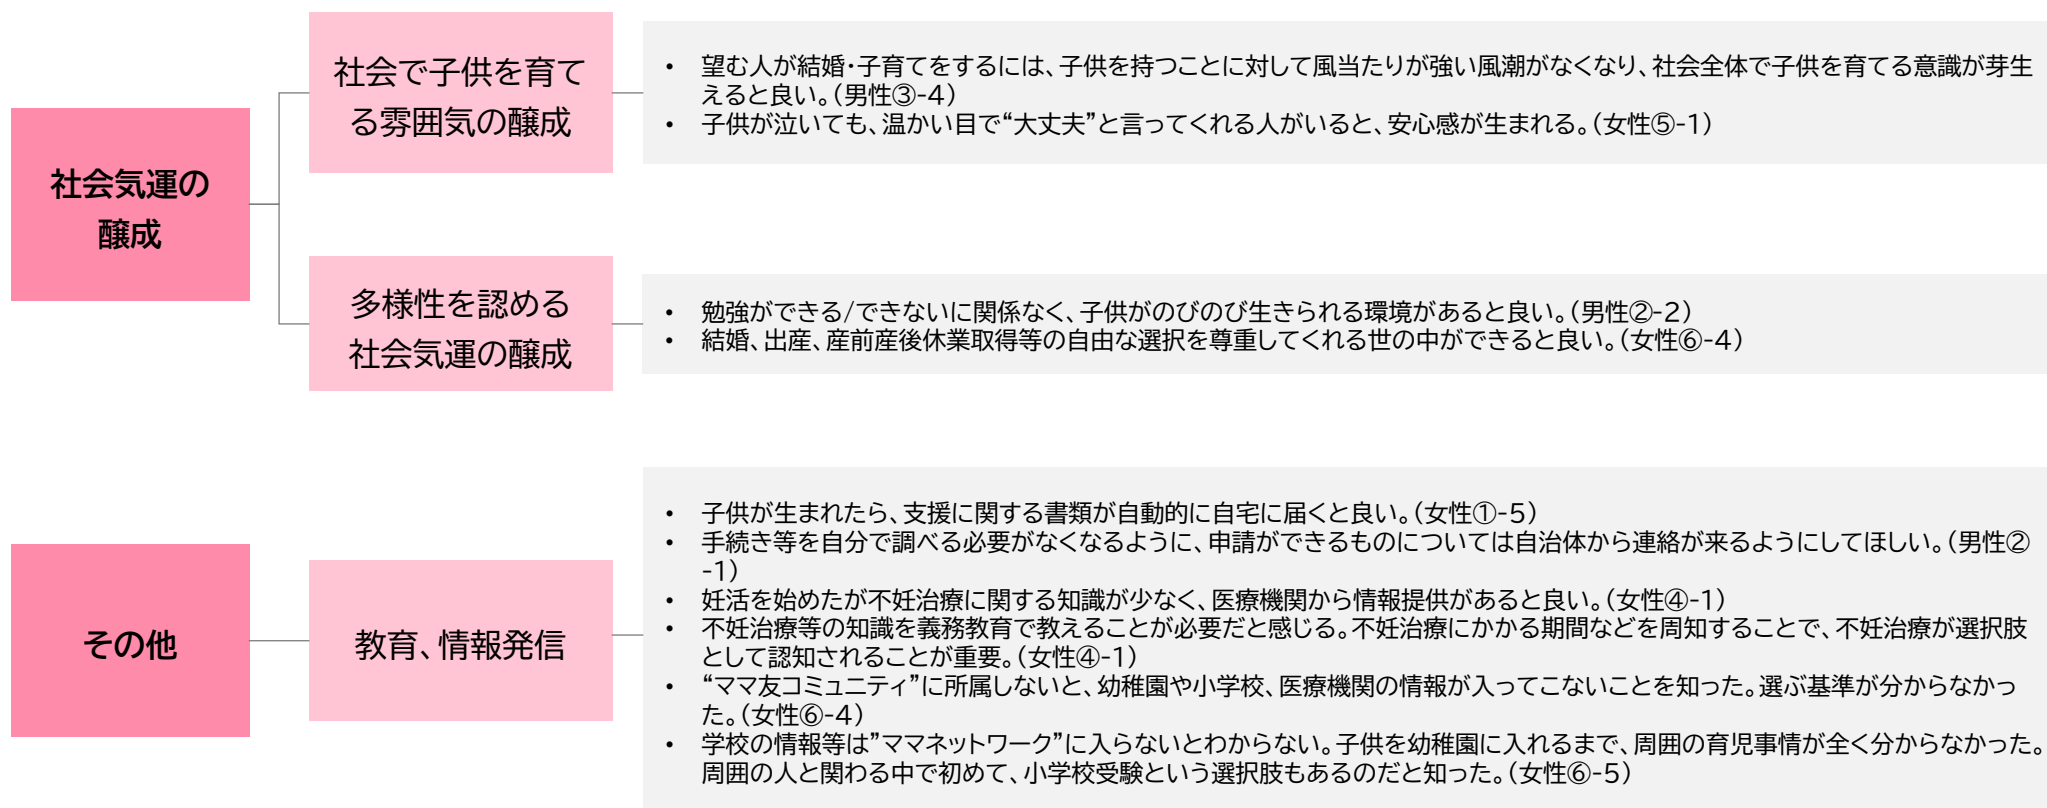 社会気運の
醸成
社会で子供を育て
る雰囲気の醸成
• 望む人が結婚・子育てをするには、子供を持つことに対して風当たりが強い風潮がなくなり、社会全体で子供を育てる意識が芽生
えると良い。(男性③-4)
• 子供が泣いても、温かい目で“大丈夫”と言ってくれる人がいると、安心感が生まれる。(女性⑤-1)
多様性を認める
社会気運の醸成
• 勉強ができる/できないに関係なく、子供がのびのび生きられる環境があると良い。(男性②-2)
• 結婚、出産、産前産後休業取得等の自由な選択を尊重してくれる世の中ができると良い。(女性⑥-4)
その他
教育、情報発信
• 子供が生まれたら、支援に関する書類が自動的に自宅に届くと良い。(女性①-5)
• 手続き等を自分で調べる必要がなくなるように、申請ができるものについては自治体から連絡が来るようにしてほしい。(男性②
-1)
• 妊活を始めたが不妊治療に関する知識が少なく、医療機関から情報提供があると良い。(女性④-1)
• 不妊治療等の知識を義務教育で教えることが必要だと感じる。不妊治療にかかる期間などを周知することで、不妊治療が選択肢
として認知されることが重要。(女性④-1)
• “ママ友コミュニティ”に所属しないと、幼稚園や小学校、医療機関の情報が入ってこないことを知った。選ぶ基準が分からなかっ
た。(女性⑥-4)
• 学校の情報等は”ママネットワーク”に入らないとわからない。子供を幼稚園に入れるまで、周囲の育児事情が全く分からなかった。
周囲の人と関わる中で初めて、小学校受験という選択肢もあるのだと知った。(女性⑥-5)